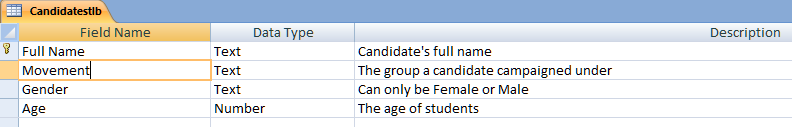 Candidatestlb
Field Name Data Type Description
Full Name Text Candidate's full name
Movement Text The group a candidate campaigned under
Gender Text Can only be Female or Male
Age Number The age of students